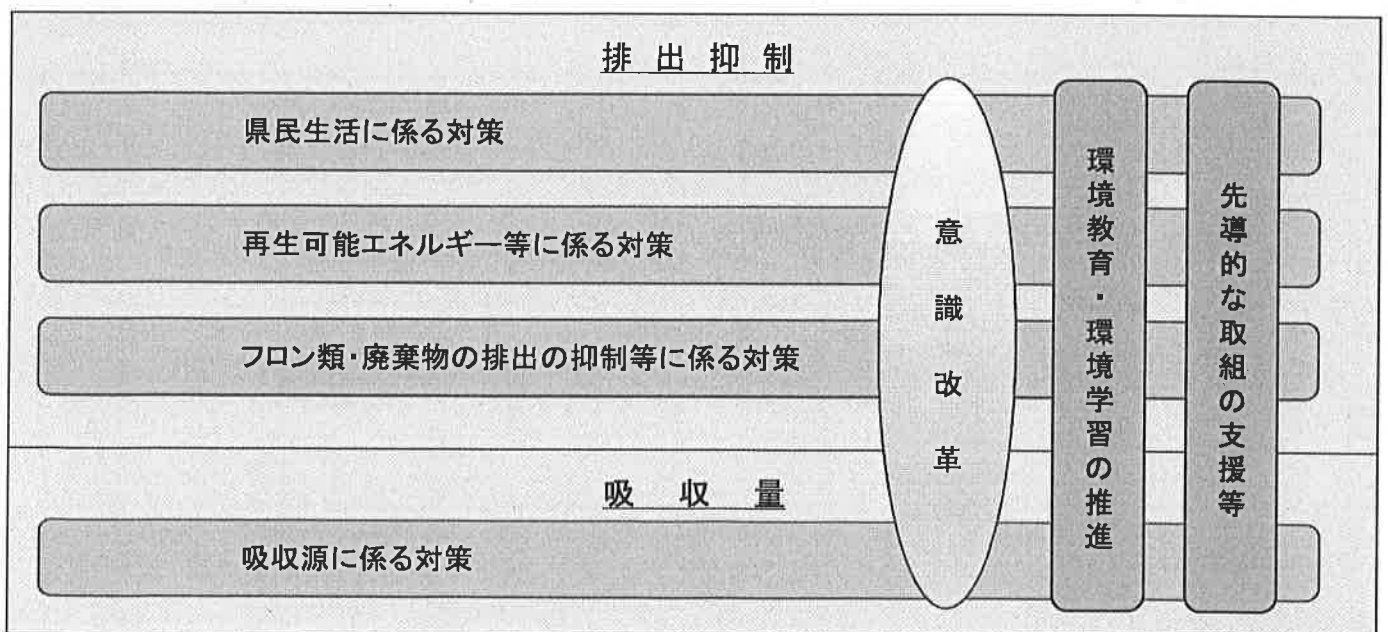 排出抑制
県民生活に係る対策
再生可能エネルギー等に係る対策
フロン類・廃棄物の排出の抑制等に係る対策
吸収量
吸収源に係る対策
意識改革
環境教育・環境学習の推進
先導的な取組の支援等